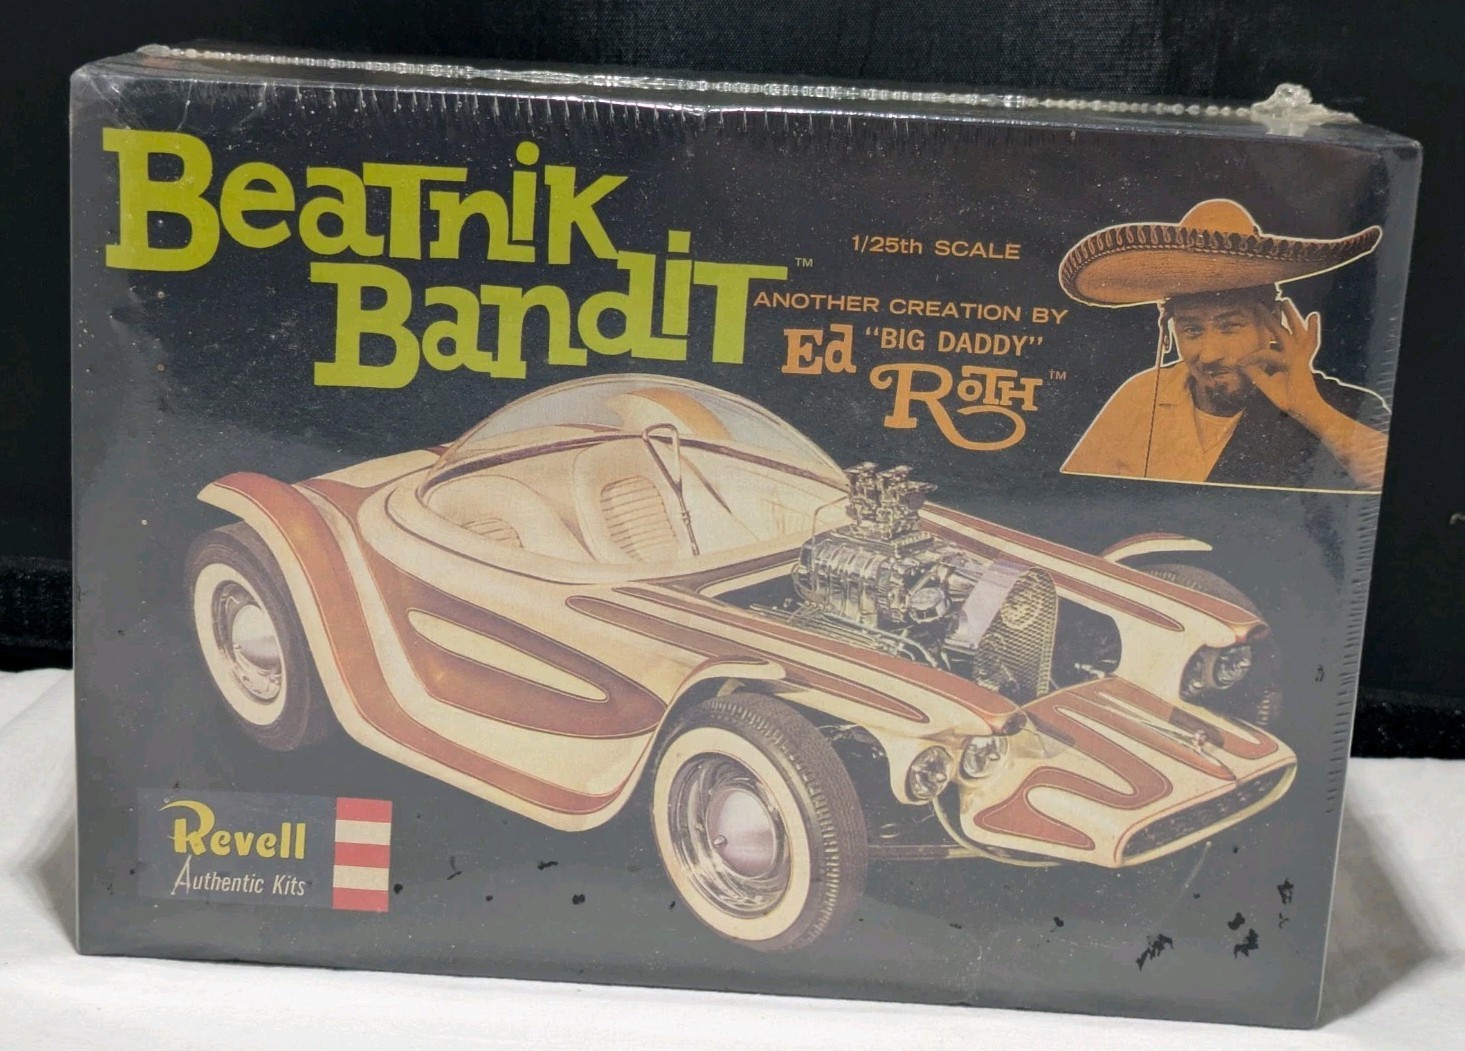 BeaTniK
BandiT™
1/25th SCALE
ANOTHER CREATION BY
Ed "BIG DADDY"
RoTH™
Revell
Authentic Kits